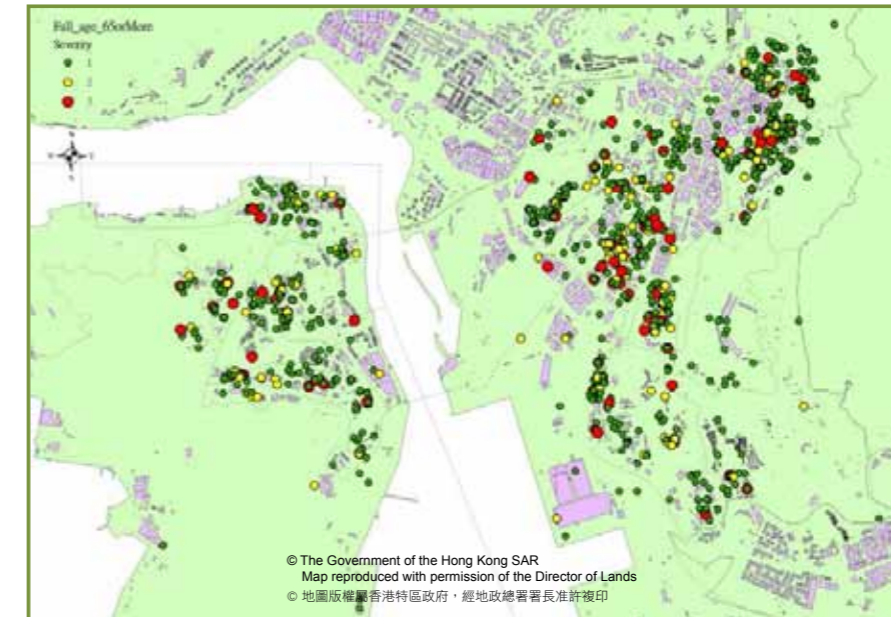 Fall_age_65orMore
Severity
1
2
3
© The Government of the Hong Kong SAR
Map reproduced with permission of the Director of Lands
© 地圖版權屬香港特區政府，經地政總署署長准許複印